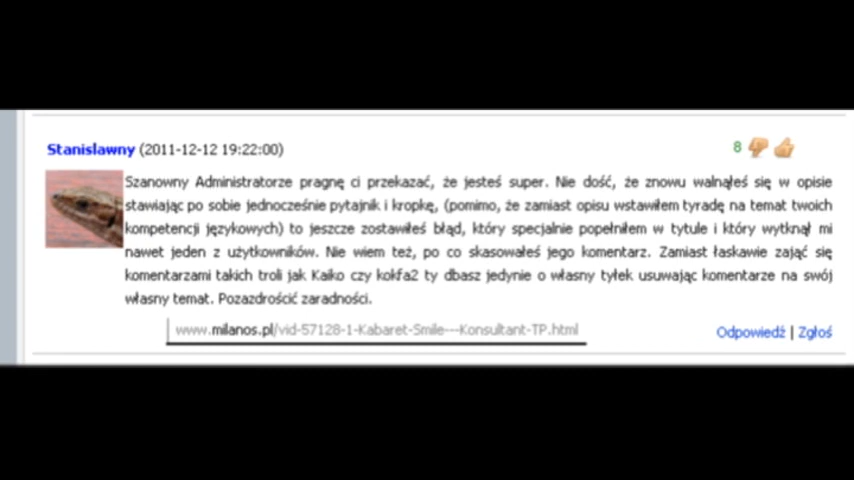 Stanislawny (2011-12-12 19:22:00)
8
Szanowny Administratorze pragnę ci przekazać, że jesteś super. Nie dość, że znowu walnąłeś się w opisie
stawiając po sobie jednocześnie pytajnik i kropkę, (pomimo, że zamiast opisu wstawiłem tyradę na temat twoich
kompetencji językowych) to jeszcze zostawiłeś błąd, który specjalnie popełniłem w tytule i który wytknął mi
nawet jeden z użytkowników. Nie wiem też, po co skasowałeś jego komentarz. Zamiast łaskawie zająć się
komentarzami takich troli jak Kaiko czy kokfa2 ty dbasz jedynie o własny tyłek usuwając komentarze na swój
własny temat. Pozazdrościć zaradności.
www.milanos.pl/vid-57128-1-Kabaret-Smile---Konsultant-TP.html
Odpowiedź | Zgłoś